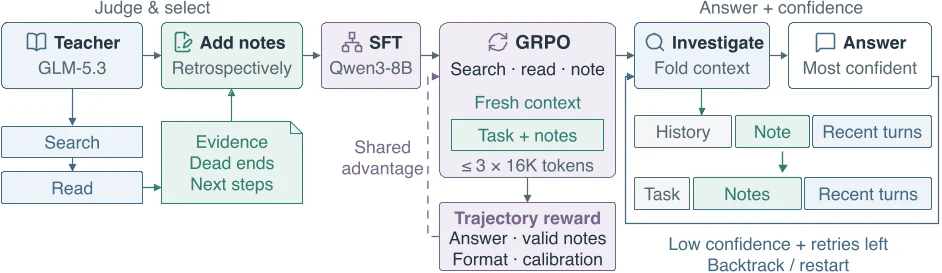 Judge & select
Answer + confidence
Teacher
GLM-5.3
Add notes
Retrospectively
SFT
Qwen3-8B
GRPO
Search · read · note
Fresh context
Task + notes
≤ 3 × 16K tokens
Investigate
Fold context
Answer
Most confident
Search
Read
Evidence
Dead ends
Next steps
Shared
advantage
Trajectory reward
Answer · valid notes
Format · calibration
History
Note
Recent turns
Task
Notes
Recent turns
Low confidence + retries left
Backtrack / restart